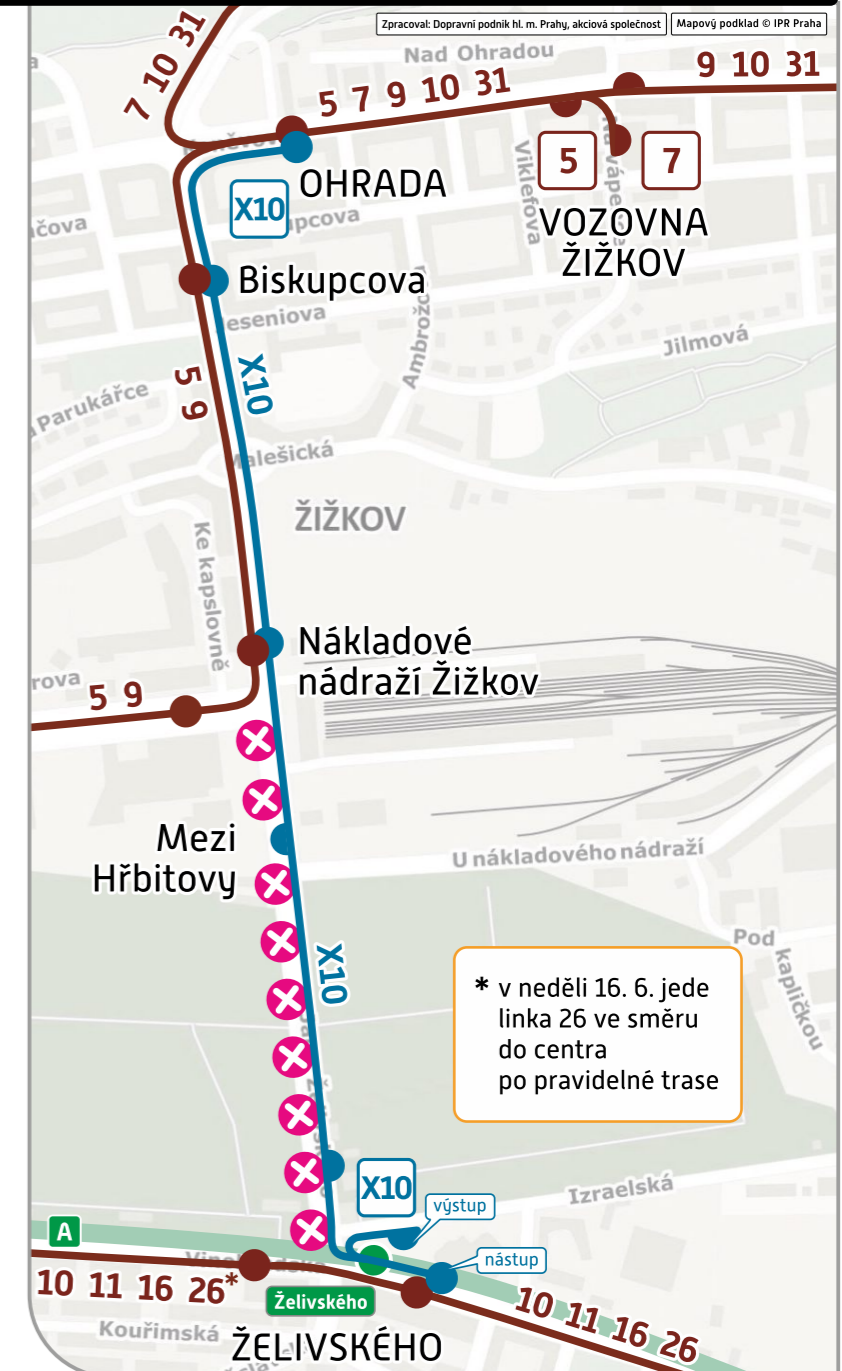 Zpracoval: Dopravní podnik hl. m. Prahy, akciová společnost
Mapový podklad © IPR Praha
7 10 31
Nad Ohradou
5 7 9 10 31
9 10 31
5
7
OHRADA
X10
Viklefova
VOZOVNA
ŽIŽKOV
Biskupcova
Ambrožova
Jilmová
5 9
X10
Parukářce
Malešická
ŽIŽKOV
Ke kapslovně
Nákladové
nádraží Žižkov
5 9
Mezi
Hřbitovy
U nákladového nádraží
X10
Pod
kapličkou
* v neděli 16. 6. jede
linka 26 ve směru
do centra
po pravidelné trase
X10
Izraelská
výstup
A
nástup
10 11 16 26*
Želivského
10 11 16 26
Kouřimská
ŽELIVSKÉHO